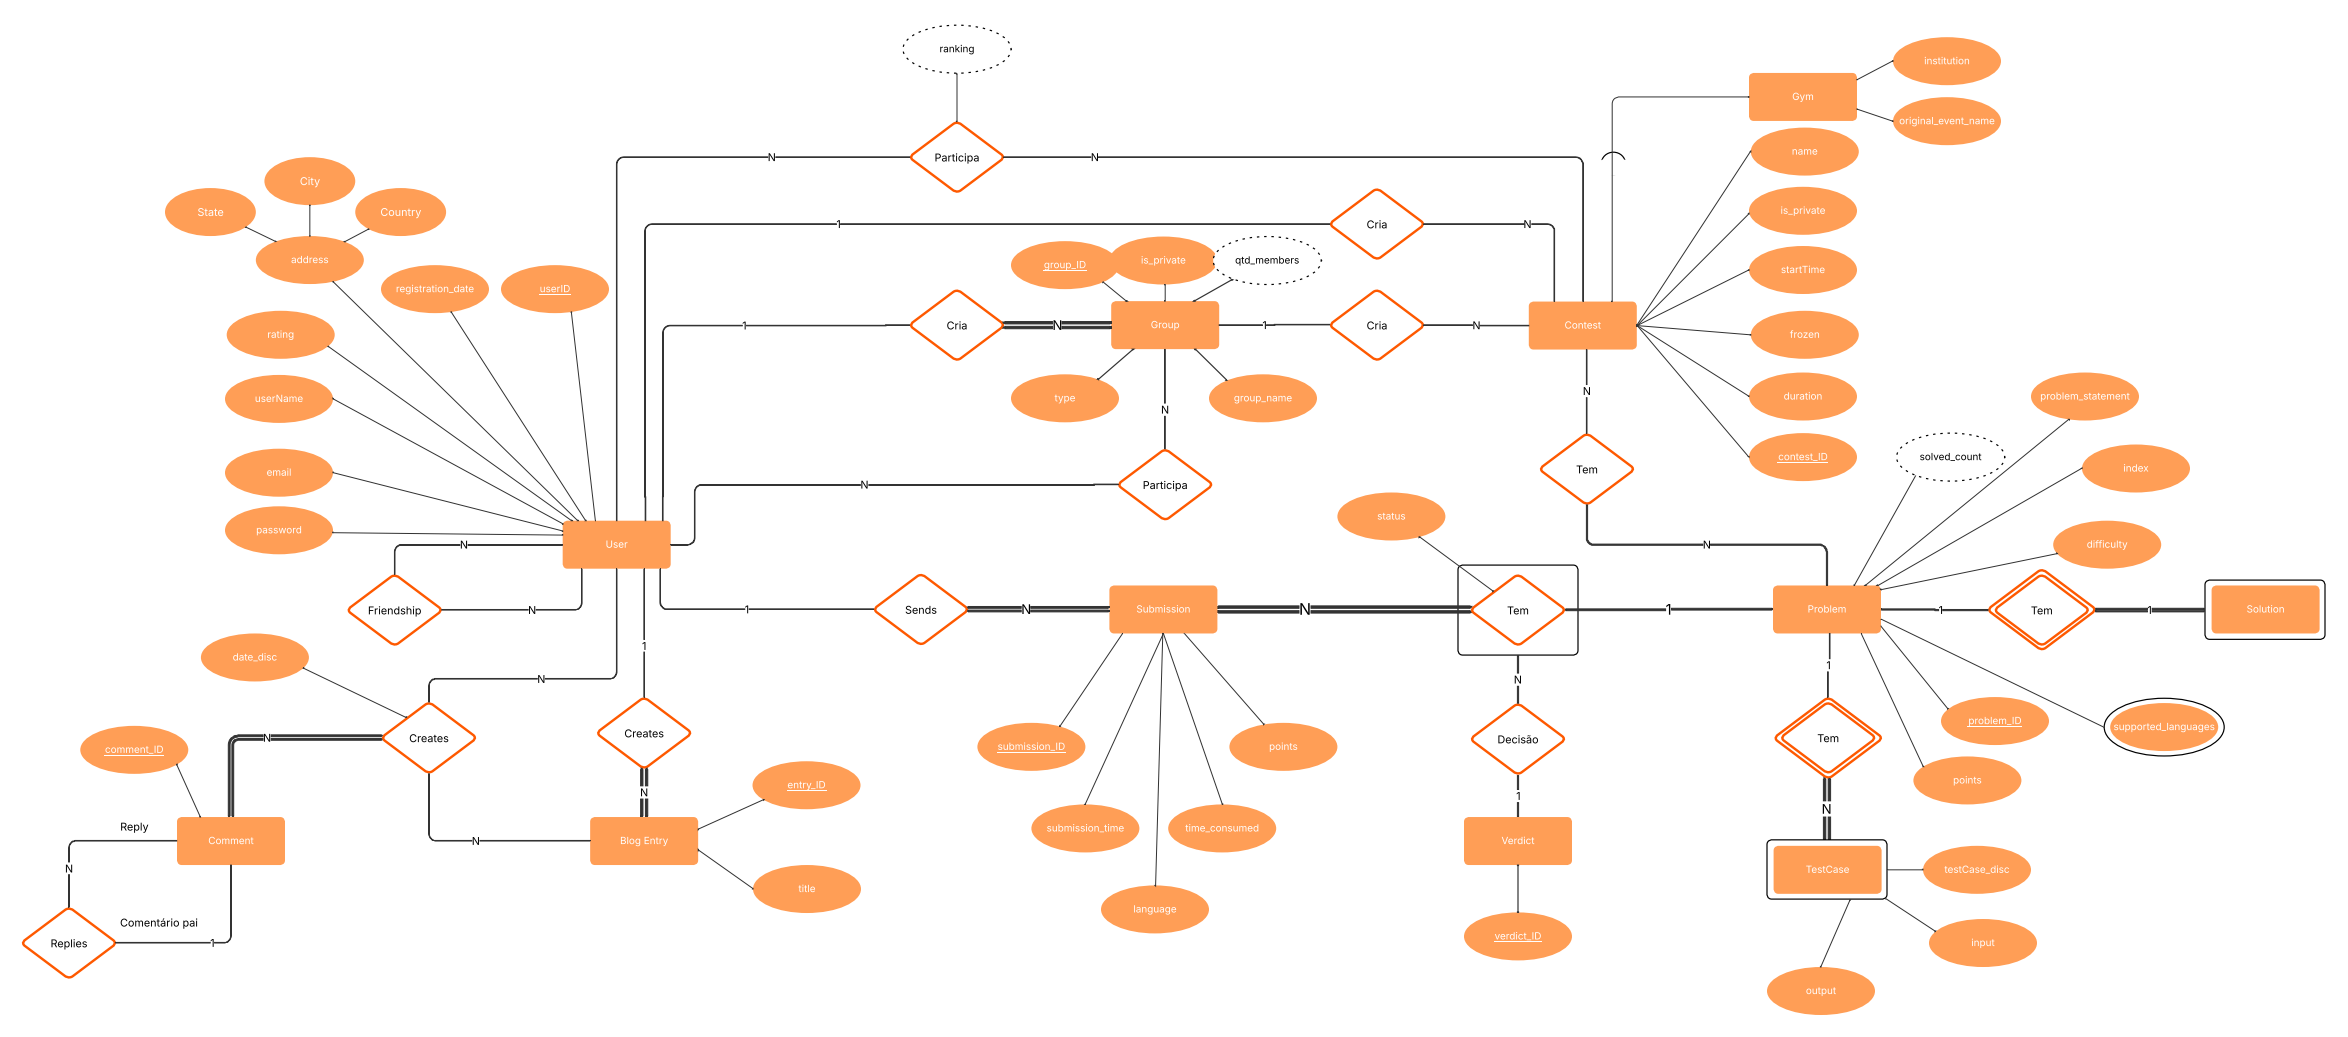 ranking
institution
Gym
original_event_name
name
Participa
N
N
City
State
Country
is_private
1
Cria
N
address
group_ID
is_private
qtd_members
startTime
registration_date
userID
rating
1
Cria
N
Group
1
Cria
N
Contest
frozen
userName
type
group_name
N
duration
problem_statement
N
contest_ID
solved_count
index
email
N
Participa
Tem
password
status
User
N
N
difficulty
Friendship
N
1
Sends
N
Submission
N
Tem
1
Problem
1
Tem
1
Solution
date_disc
1
N
N
1
comment_ID
N
Creates
Creates
submission_ID
points
Decisão
Tem
problem_ID
supported_languages
entry_ID
N
1
points
N
Reply
submission_time
time_consumed
Comment
N
Blog Entry
Verdict
N
title
TestCase
testCase_disc
Comentário pai
language
Replies
1
verdict_ID
input
output